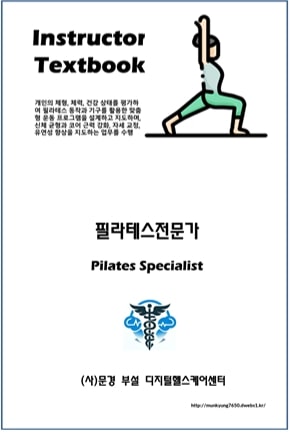 Instructor
Textbook
개인의 체형, 체력, 건강 상태를 평가하
여 필라테스 동작과 기구를 활용한 맞춤
형 운동 프로그램을 설계하고 지도하며,
신체 균형과 코어 근력 강화, 자세 교정,
유연성 향상을 지도하는 업무를 수행
필라테스전문가
Pilates Specialist
(사)문경 부설 디지털헬스케어센터
http://munkyung7650.dweb1.kr/